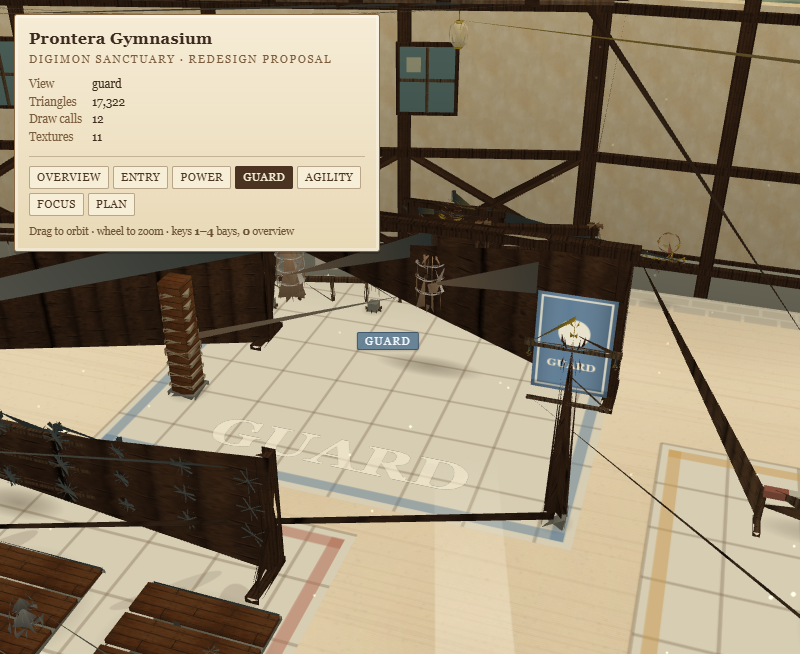 Prontera Gymnasium
DIGIMON SANCTUARY · REDESIGN PROPOSAL
View guard
Triangles 17,322
Draw calls 12
Textures 11
OVERVIEW ENTRY POWER GUARD AGILITY
FOCUS PLAN
Drag to orbit · wheel to zoom · keys 1–4 bays, 0 overview
GUARD
GUARD
GUARD